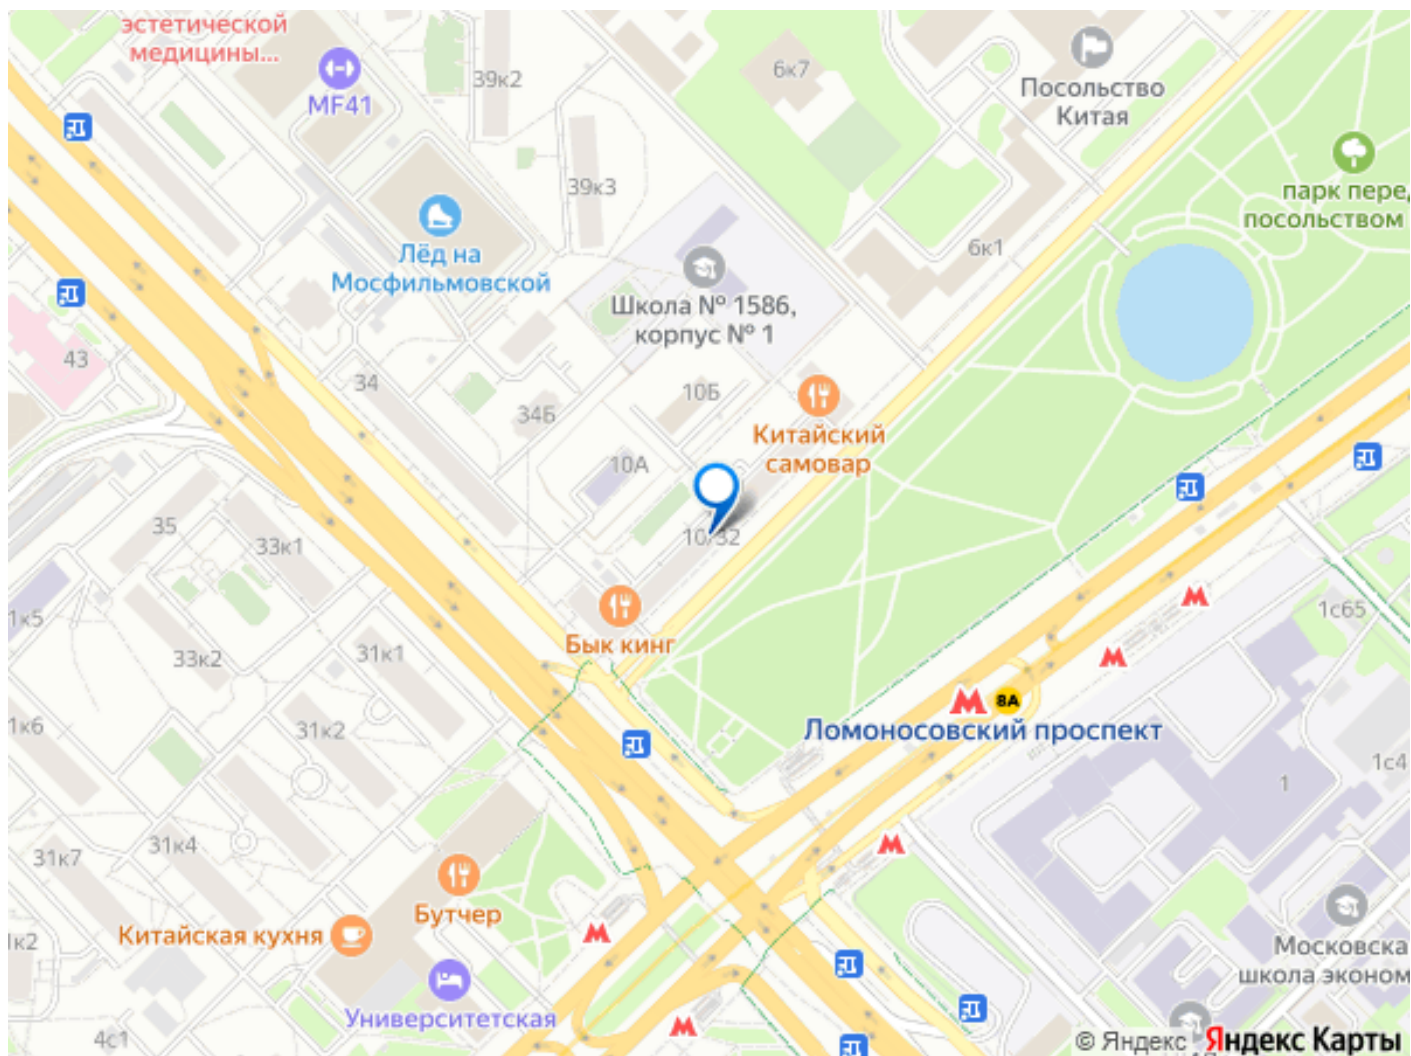 эстетической
медицины...
MF41
39к2
6к7
Посольство
Китая
39к3
парк перед
посольством
Лёд на
Мосфильмовской
6к1
Школа № 1586,
корпус № 1
43
34
10Б
34Б
Китайский
самовар
10А
35
33к1
10/32
1к5
1с65
Бык кинг
33к2
31к1
1к6
31к2
8А
Ломоносовский проспект
1с4
1
31к7
31к4
Бутчер
Китайская кухня
1к2
Московска
школа эконом
Университетская
4с1
© Яндекс Яндекс Карты